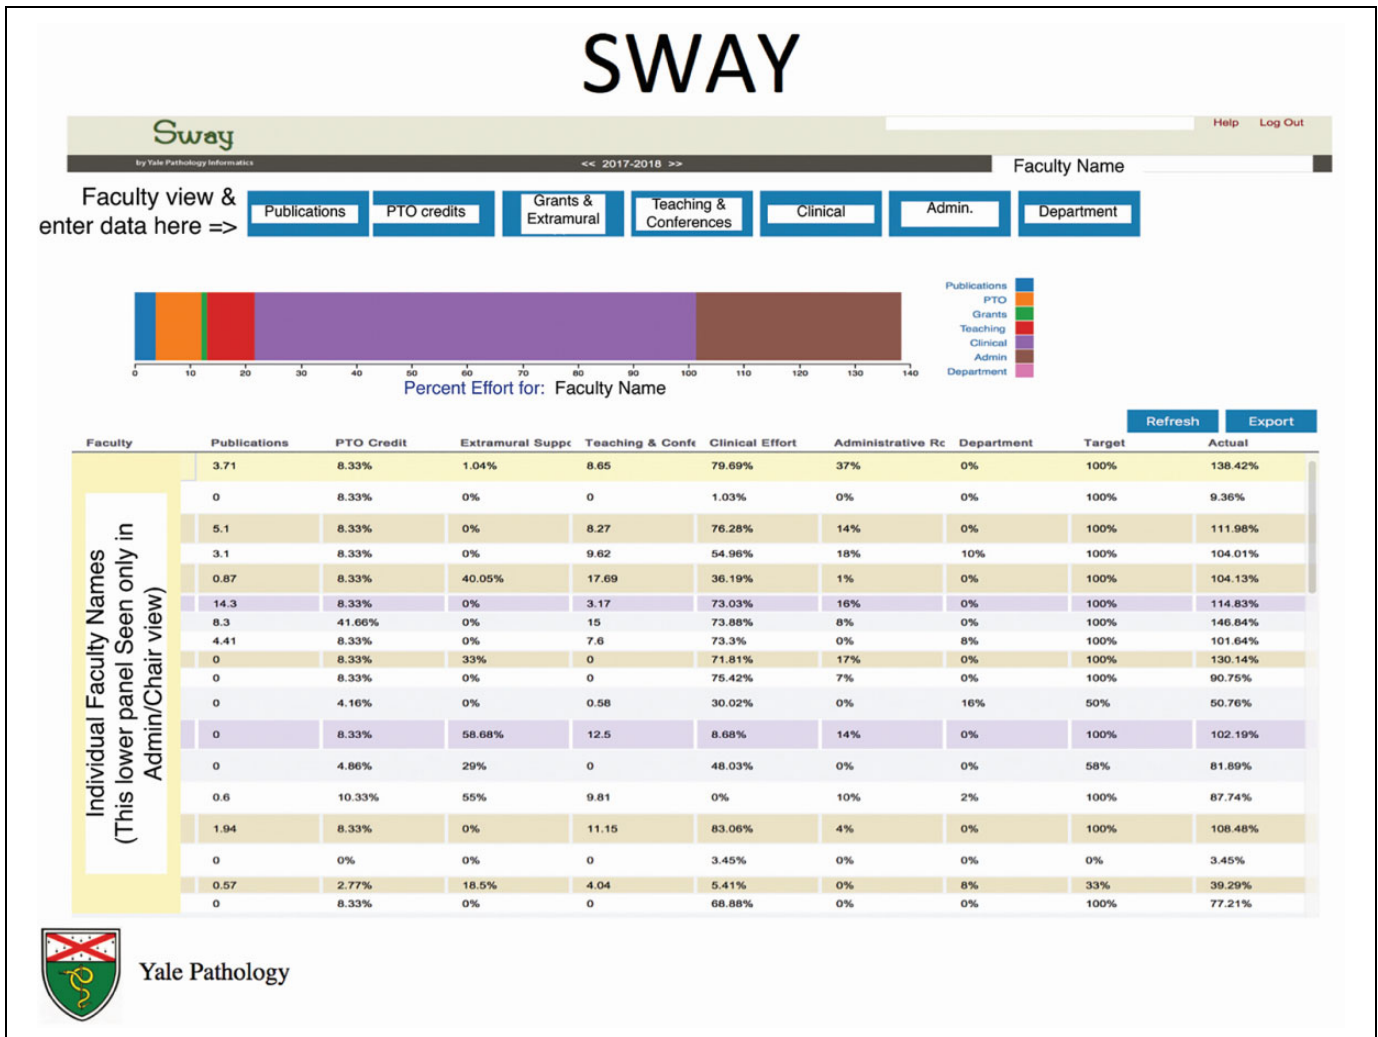 SWAY
Sway
Help Log Out
by Yale Pathology Informatics << 2017-2018 >> Faculty Name
Faculty view &
enter data here =>
Publications
PTO credits
Grants &
Extramural
Teaching &
Conferences
Clinical
Admin.
Department
Publications
PTO
Grants
Teaching
Clinical
Admin
Department
0 10 20 30 40 50 60 70 80 90 100 110 120 130 140
Percent Effort for: Faculty Name
Refresh Export
Faculty Publications PTO Credit Extramural Suppc Teaching & Confe Clinical Effort Administrative Rc Department Target Actual
3.71 8.33% 1.04% 8.65 79.69% 37% 0% 100% 138.42%
0 8.33% 0% 0 1.03% 0% 0% 100% 9.36%
5.1 8.33% 0% 8.27 76.28% 14% 0% 100% 111.98%
3.1 8.33% 0% 9.62 54.96% 18% 10% 100% 104.01%
0.87 8.33% 40.05% 17.69 36.19% 1% 0% 100% 104.13%
14.3 8.33% 0% 3.17 73.03% 16% 0% 100% 114.83%
8.3 41.66% 0% 15 73.88% 8% 0% 100% 146.84%
4.41 8.33% 0% 7.6 73.3% 0% 8% 100% 101.64%
0 8.33% 33% 0 71.81% 17% 0% 100% 130.14%
0 8.33% 0% 0 75.42% 7% 0% 100% 90.75%
0 4.16% 0% 0.58 30.02% 0% 16% 50% 50.76%
0 8.33% 58.68% 12.5 8.68% 14% 0% 100% 102.19%
0 4.86% 29% 0 48.03% 0% 0% 58% 81.89%
0.6 10.33% 55% 9.81 0% 10% 2% 100% 87.74%
1.94 8.33% 0% 11.15 83.06% 4% 0% 100% 108.48%
0 0% 0% 0 3.45% 0% 0% 0% 3.45%
0.57 2.77% 18.5% 4.04 5.41% 0% 8% 33% 39.29%
0 8.33% 0% 0 68.88% 0% 0% 100% 77.21%
Individual Faculty Names
(This lower panel Seen only in
Admin/Chair view)
Yale Pathology